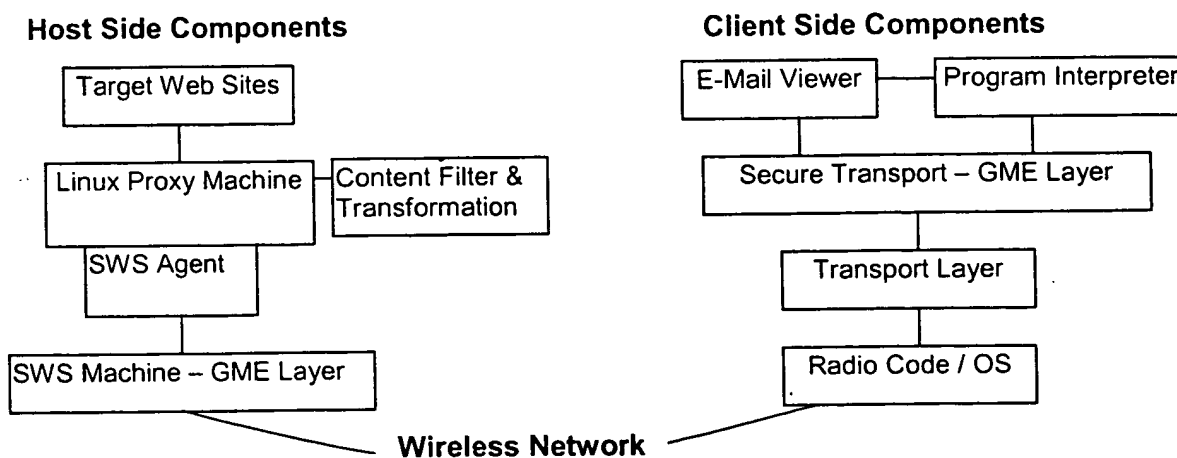 Host Side Components
Target Web Sites
Linux Proxy Machine
Content Filter &
Transformation
SWS Agent
SWS Machine – GME Layer
Client Side Components
E-Mail Viewer
Program Interpreter
Secure Transport – GME Layer
Transport Layer
Radio Code / OS
Wireless Network